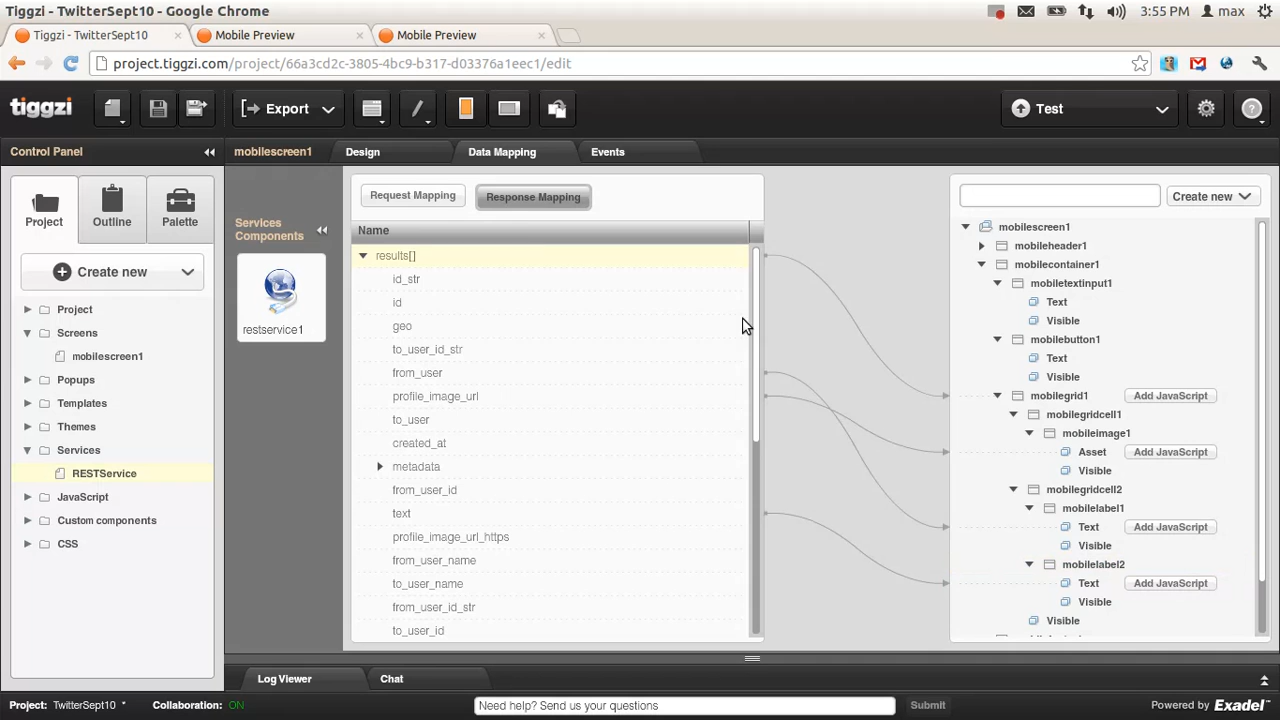 Tiggzi - TwitterSept10 - Google Chrome
3:55 PM
max
Tiggzi - TwitterSept10
Mobile Preview
Mobile Preview
project.tiggzi.com/project/66a3cd2c-3805-4bc9-b317-d03376a1eec1/edit
tiggzi
Export
Test
Control Panel
mobilescreen1
Design
Data Mapping
Events
Project
Outline
Palette
Create new
Project
Screens
mobilescreen1
Popups
Templates
Themes
Services
RESTService
JavaScript
Custom components
CSS
Services
Components
restservice1
Request Mapping
Response Mapping
Name
results[]
id_str
id
geo
to_user_id_str
from_user
profile_image_url
to_user
created_at
metadata
from_user_id
text
profile_image_url_https
from_user_name
to_user_name
from_user_id_str
to_user_id
Create new
mobilescreen1
mobileheader1
mobilecontainer1
mobiletextinput1
Text
Visible
mobilebutton1
Text
Visible
mobilegrid1 Add JavaScript
mobilegridcell1
mobileimage1
Asset Add JavaScript
Visible
mobilegridcell2
mobilelabel1
Text Add JavaScript
Visible
mobilelabel2
Text Add JavaScript
Visible
Visible
Log Viewer
Chat
Project: TwitterSept10 *
Collaboration: ON
Need help? Send us your questions
Submit
Powered by Exadel